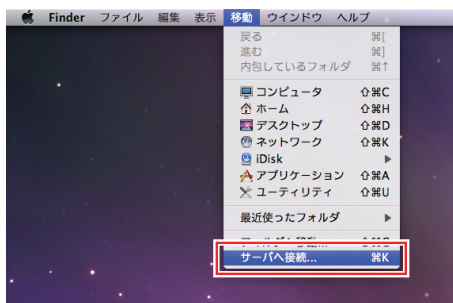 Finder ファイル 編集 表示 移動 ウインドウ ヘルプ
戻る ⌘[
進む ⌘]
内包しているフォルダ ⌘↑
コンピュータ ⇧⌘C
ホーム ⇧⌘H
デスクトップ ⇧⌘D
ネットワーク ⇧⌘K
iDisk ▶
アプリケーション ⇧⌘A
ユーティリティ ⇧⌘U
最近使ったフォルダ ▶
サーバへ接続... ⌘K